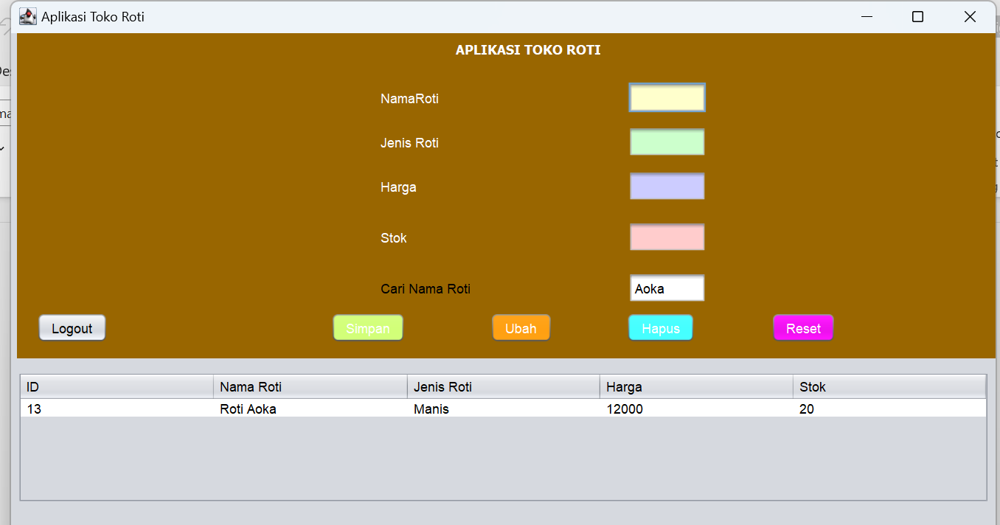 Aplikasi Toko Roti
APLIKASI TOKO ROTI
NamaRoti
Jenis Roti
Harga
Stok
Cari Nama Roti Aoka
Logout Simpan Ubah Hapus Reset
ID Nama Roti Jenis Roti Harga Stok
13 Roti Aoka Manis 12000 20